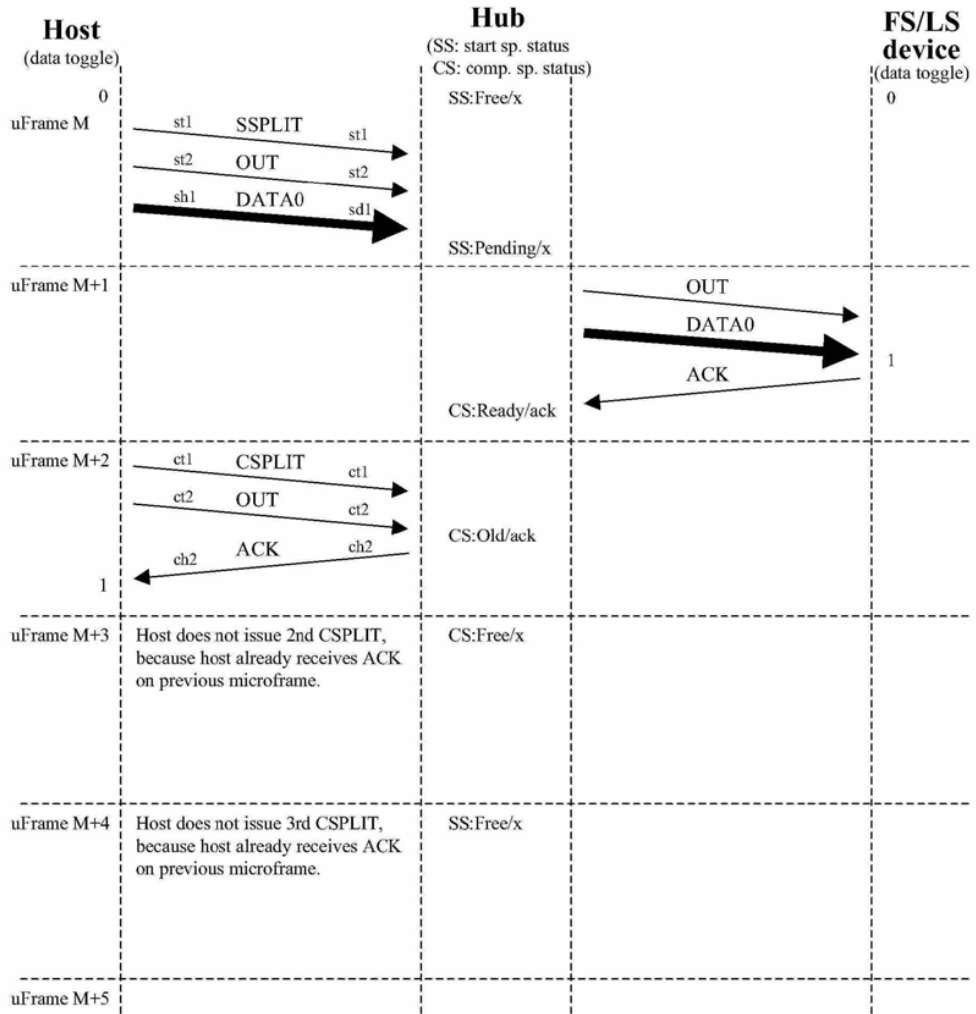 Host
(data toggle)
Hub
(SS: start sp. status
CS: comp. sp. status)
FS/LS
device
(data toggle)
0
SS:Free/x
0
uFrame M
st1 SSPLIT st1
st2 OUT st2
sh1 DATA0 sd1
SS:Pending/x
uFrame M+1
OUT
DATA0
1
ACK
CS:Ready/ack
uFrame M+2
ct1 CSPLIT ct1
ct2 OUT ct2
CS:Old/ack
ch2 ACK ch2
1
uFrame M+3
Host does not issue 2nd CSPLIT,
because host already receives ACK
on previous microframe.
CS:Free/x
uFrame M+4
Host does not issue 3rd CSPLIT,
because host already receives ACK
on previous microframe.
SS:Free/x
uFrame M+5